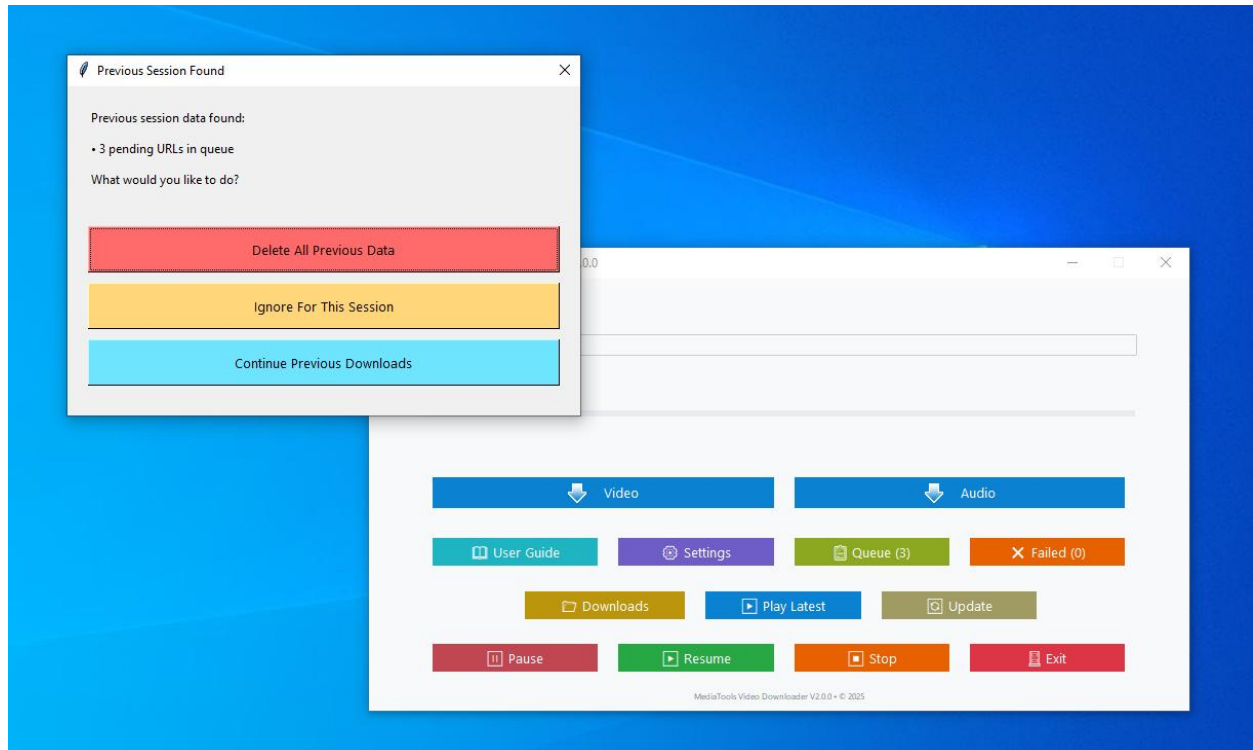 Previous Session Found
Previous session data found:
• 3 pending URLs in queue
What would you like to do?
Delete All Previous Data
Ignore For This Session
Continue Previous Downloads
.0.0
Video
Audio
User Guide
Settings
Queue (3)
Failed (0)
Downloads
Play Latest
Update
Pause
Resume
Stop
Exit
MediaTools Video Downloader V2.0.0 • © 2025